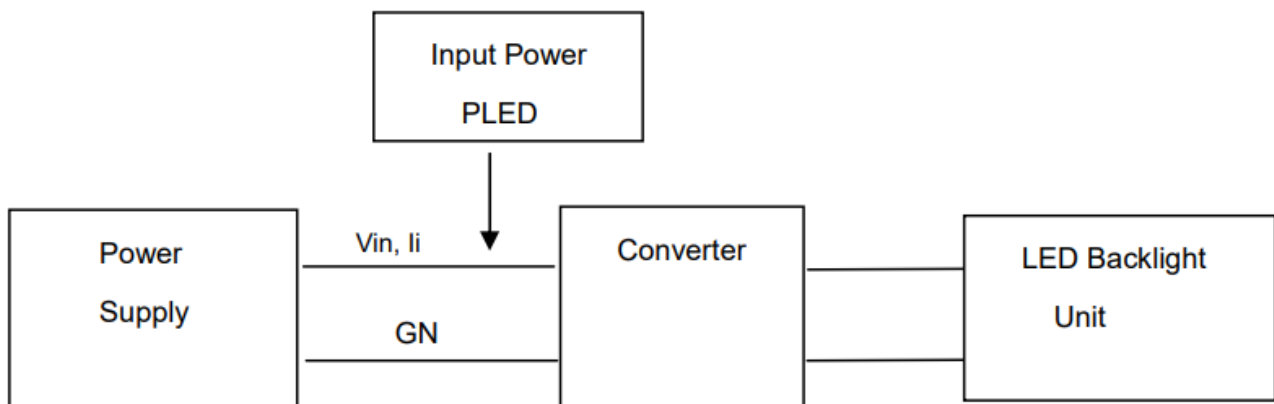 Input Power
PLED
Power
Supply
Vin, Ii
GN
Converter
LED Backlight
Unit